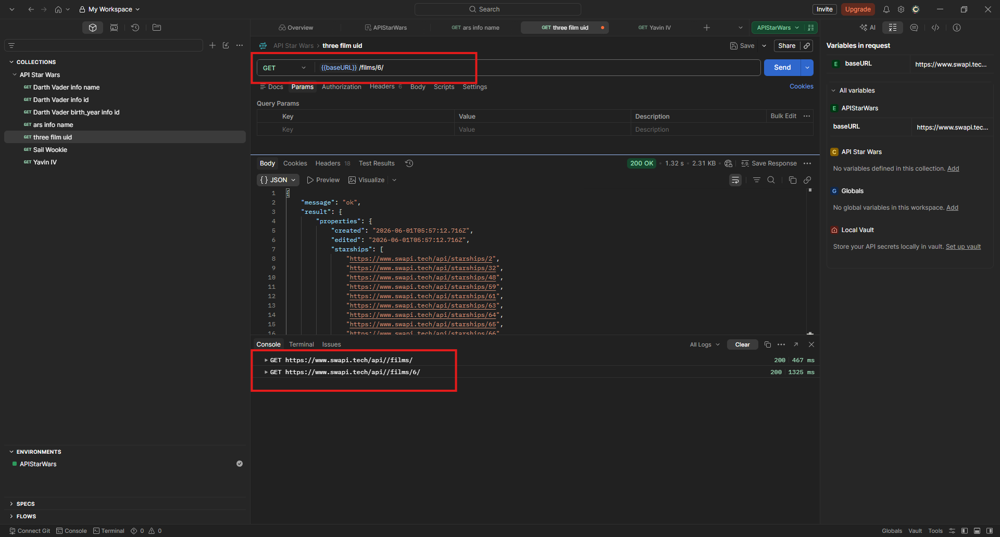 My Workspace
Search
Invite
Upgrade
Overview
APIStarWars
GET ars info name
GET three film uid
GET Yavin IV
APIStarWars
AI
COLLECTIONS
API Star Wars
GET Darth Vader info name
GET Darth Vader info id
GET Darth Vader birth_year info id
GET ars info name
GET three film uid
GET Sail Wookie
GET Yavin IV
ENVIRONMENTS
APIStarWars
SPECS
FLOWS
HTTP API Star Wars > three film uid
Save
Share
GET {{baseURL}} /films/6/
Send
Docs Params Authorization Headers 6 Body Scripts Settings
Cookies
Query Params
Key Value Description Bulk Edit
Key Value Description
Body Cookies Headers 18 Test Results
200 OK • 1.32 s • 2.31 KB
e.g. Save Response
{} JSON Preview Visualize
1 {
2 "message": "ok",
3 "result": {
4 "properties": {
5 "created": "2026-06-01T05:57:12.716Z",
6 "edited": "2026-06-01T05:57:12.716Z",
7 "starships": [
8 "https://www.swapi.tech/api/starships/2",
9 "https://www.swapi.tech/api/starships/32",
10 "https://www.swapi.tech/api/starships/48",
11 "https://www.swapi.tech/api/starships/59",
12 "https://www.swapi.tech/api/starships/61",
13 "https://www.swapi.tech/api/starships/63",
14 "https://www.swapi.tech/api/starships/64",
15 "https://www.swapi.tech/api/starships/65",
16 "https://www.swapi.tech/api/starships/66"
Console Terminal Issues
All Logs
Clear
GET https://www.swapi.tech/api//films/ 200 467 ms
GET https://www.swapi.tech/api//films/6/ 200 1325 ms
Variables in request
E baseURL https://www.swapi.tec...
All variables
E APIStarWars
baseURL https://www.swapi.tec...
C API Star Wars
No variables defined in this collection. Add
G Globals
No global variables in this workspace. Add
Local Vault
Store your API secrets locally in vault. Set up vault
Connect Git Console Terminal 0 0
Globals Vault Tools